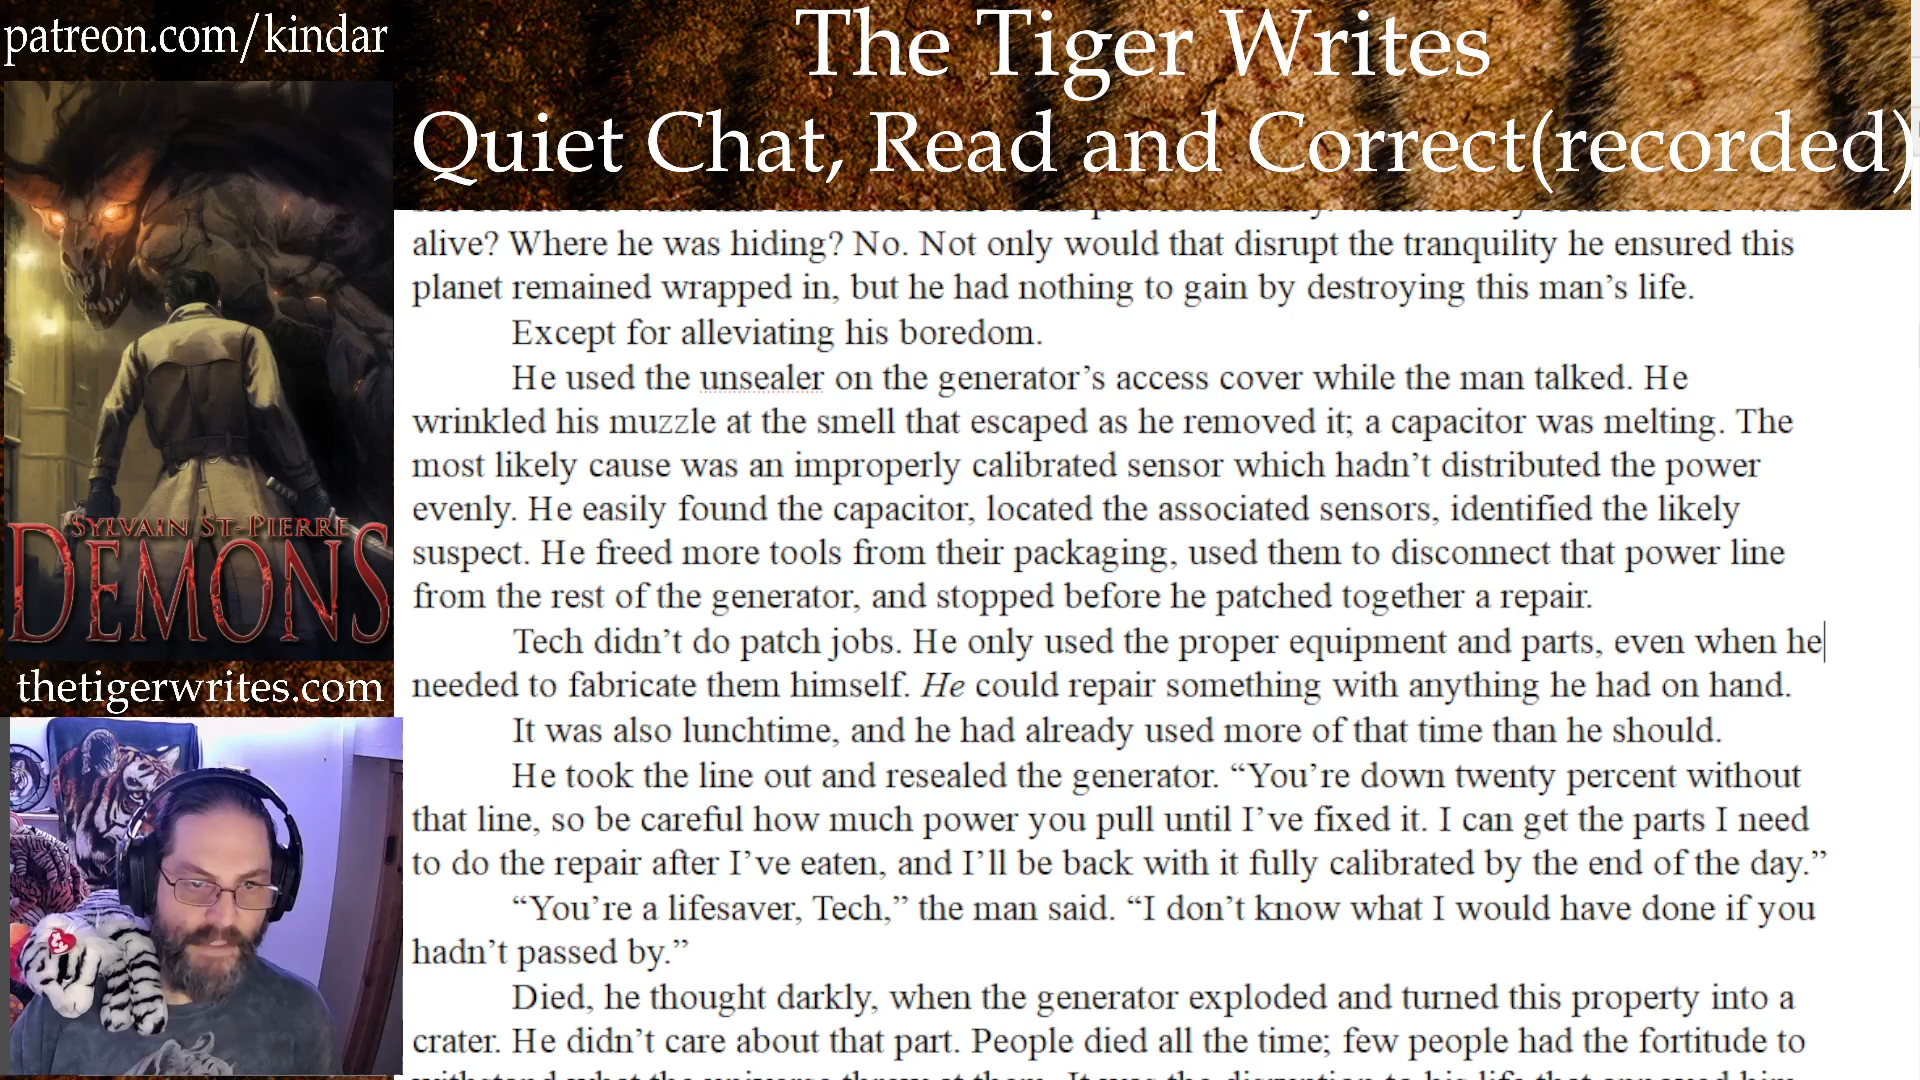 patreon.com/kindar
The Tiger Writes
Quiet Chat, Read and Correct(recorded)
SYLVAIN ST-PIERRE
DEMONS
thetigerwrites.com
alive? Where he was hiding? No. Not only would that disrupt the tranquility he ensured this
planet remained wrapped in, but he had nothing to gain by destroying this man’s life.
Except for alleviating his boredom.
He used the unsealer on the generator’s access cover while the man talked. He
wrinkled his muzzle at the smell that escaped as he removed it; a capacitor was melting. The
most likely cause was an improperly calibrated sensor which hadn’t distributed the power
evenly. He easily found the capacitor, located the associated sensors, identified the likely
suspect. He freed more tools from their packaging, used them to disconnect that power line
from the rest of the generator, and stopped before he patched together a repair.
Tech didn’t do patch jobs. He only used the proper equipment and parts, even when he
needed to fabricate them himself. He could repair something with anything he had on hand.
It was also lunchtime, and he had already used more of that time than he should.
He took the line out and resealed the generator. “You’re down twenty percent without
that line, so be careful how much power you pull until I’ve fixed it. I can get the parts I need
to do the repair after I’ve eaten, and I’ll be back with it fully calibrated by the end of the day.”
“You’re a lifesaver, Tech,” the man said. “I don’t know what I would have done if you
hadn’t passed by.”
Died, he thought darkly, when the generator exploded and turned this property into a
crater. He didn’t care about that part. People died all the time; few people had the fortitude to